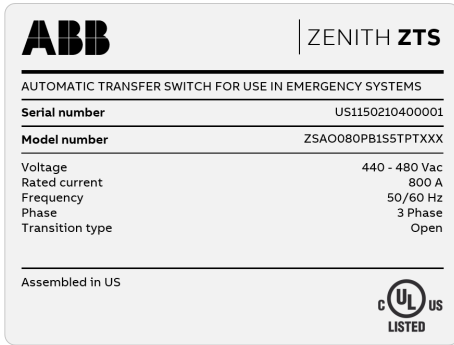 ABB
ZENITH ZTS
AUTOMATIC TRANSFER SWITCH FOR USE IN EMERGENCY SYSTEMS
Serial number US1150210400001
Model number ZSAO080PB1S5TPTXXX
Voltage 440 - 480 Vac
Rated current 800 A
Frequency 50/60 Hz
Phase 3 Phase
Transition type Open
Assembled in US
C UL US
LISTED